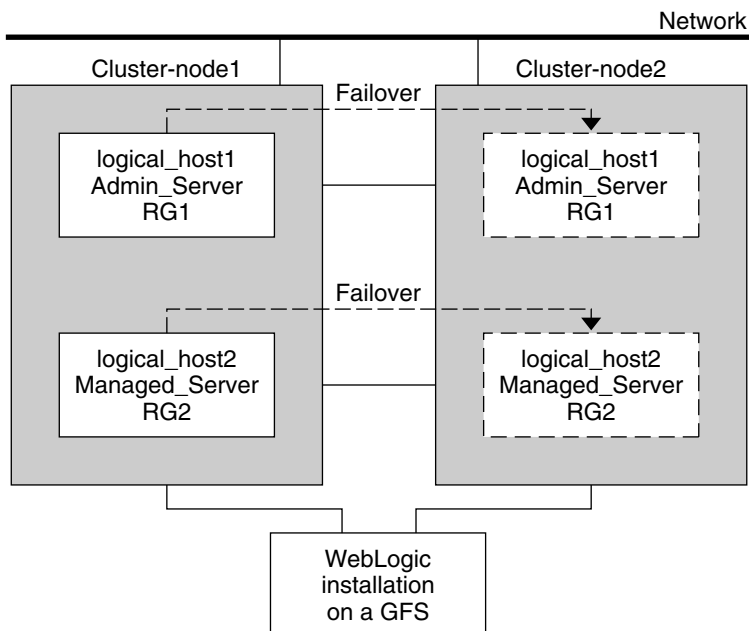 Network
Cluster-node1
Cluster-node2
Failover
logical_host1
Admin_Server
RG1
logical_host1
Admin_Server
RG1
Failover
logical_host2
Managed_Server
RG2
logical_host2
Managed_Server
RG2
WebLogic
installation
on a GFS